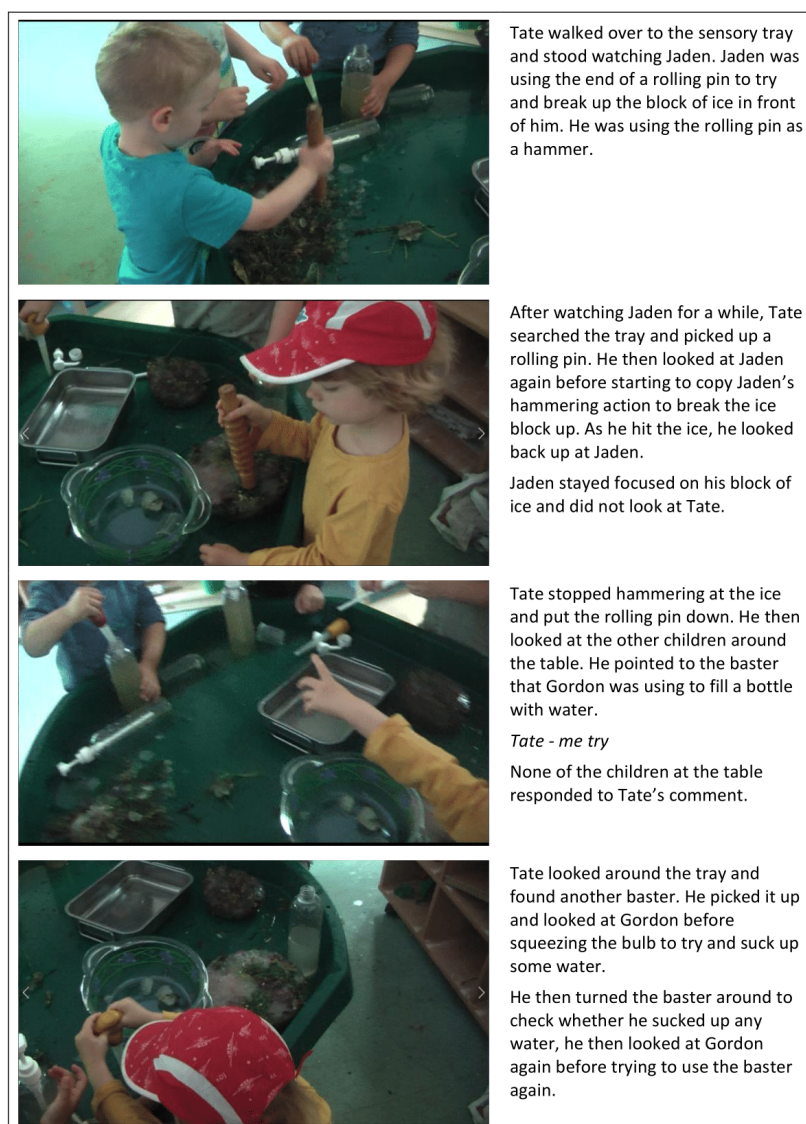 Tate walked over to the sensory tray
and stood watching Jaden. Jaden was
using the end of a rolling pin to try
and break up the block of ice in front
of him. He was using the rolling pin as
a hammer.
After watching Jaden for a while, Tate
searched the tray and picked up a
rolling pin. He then looked at Jaden
again before starting to copy Jaden’s
hammering action to break the ice
block up. As he hit the ice, he looked
back up at Jaden.
Jaden stayed focused on his block of
ice and did not look at Tate.
Tate stopped hammering at the ice
and put the rolling pin down. He then
looked at the other children around
the table. He pointed to the baster
that Gordon was using to fill a bottle
with water.
Tate - me try
None of the children at the table
responded to Tate’s comment.
Tate looked around the tray and
found another baster. He picked it up
and looked at Gordon before
squeezing the bulb to try and suck up
some water.
He then turned the baster around to
check whether he sucked up any
water, he then looked at Gordon
again before trying to use the baster
again.